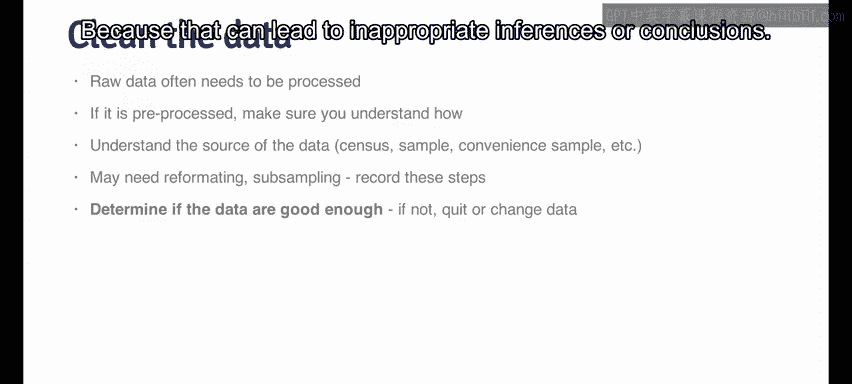 Clean the data
Because that can lead to inappropriate inferences or conclusions.
· Raw data often needs to be processed
· If it is pre-processed, make sure you understand how
· Understand the source of the data (census, sample, convenience sample, etc.)
· May need reformating, subsampling - record these steps
· Determine if the data are good enough - if not, quit or change data